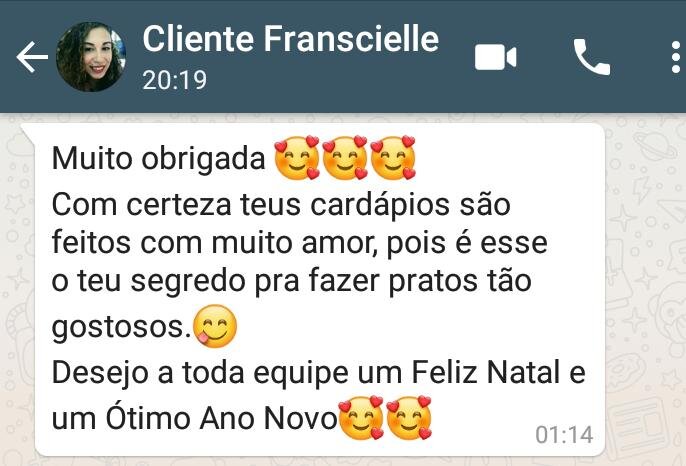 Cliente Franscielle
20:19
Muito obrigada 🥰🥰🥰
Com certeza teus cardápios são
feitos com muito amor, pois é esse
o teu segredo pra fazer pratos tão
gostosos.😋
Desejo a toda equipe um Feliz Natal e
um Ótimo Ano Novo🥰🥰
01:14